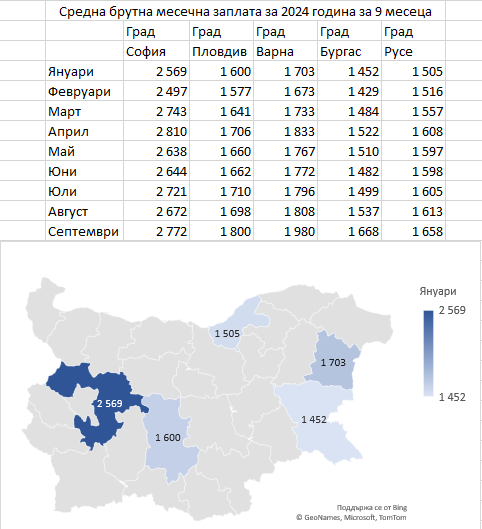 Средна брутна месечна заплата за 2024 година за 9 месеца
Град Град Град Град Град
София Пловдив Варна Бургас Русе
Януари 2 569 1 600 1 703 1 452 1 505
Февруари 2 497 1 577 1 673 1 429 1 516
Март 2 743 1 641 1 733 1 484 1 557
Април 2 810 1 706 1 833 1 522 1 608
Май 2 638 1 660 1 767 1 510 1 597
Юни 2 644 1 662 1 772 1 482 1 598
Юли 2 721 1 710 1 796 1 499 1 605
Август 2 672 1 698 1 808 1 537 1 613
Септември 2 772 1 800 1 980 1 668 1 658
Януари
2 569
1 505
1 703
1 452
2 569
1 452
1 600
Поддържа се от Bing
© GeoNames, Microsoft, TomTom